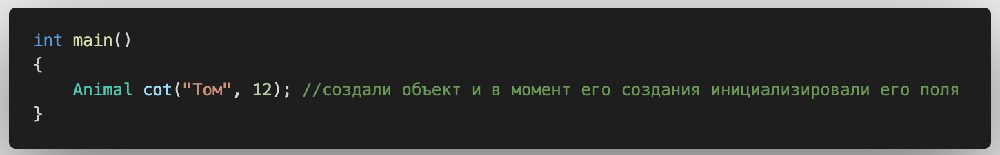 int main()
{
    Animal cot("Том", 12); //создали объект и в момент его создания инициализировали его поля
}